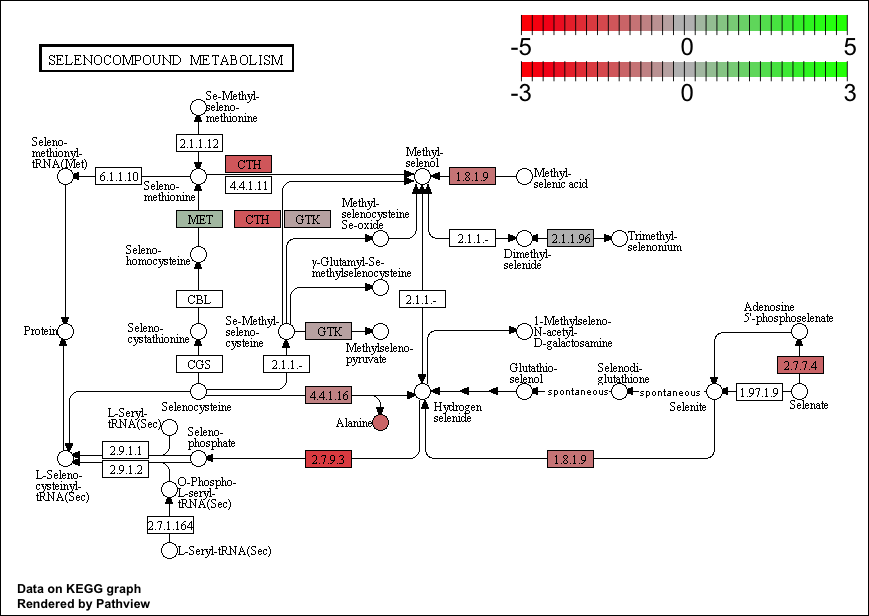 -5 0 5
-3 0 3
SELENOCOMPOUND METABOLISM
Se-Methyl-
seleno-
methionine
2.1.1.12
Seleno-
methionyl-
tRNA(Met)
6.1.1.10
Seleno-
methionine
CTH
4.4.1.11
Methyl-
selenol
1.8.1.9
Methyl-
selenic acid
MET
CTH
GTK
Methyl-
selenocysteine
Se-oxide
2.1.1.-
Dimethyl-
selenide
2.1.1.96
Trimethyl-
selenonium
Seleno-
homocysteine
γ-Glutamyl-Se-
methylselenocysteine
CBL
2.1.1.-
Protein
Seleno-
cystathionine
Se-Methyl-
seleno-
cysteine
GTK
Methylseleno-
pyruvate
1-Methylseleno-
N-acetyl-
D-galactosamine
Adenosine
5'-phosphoselenate
CGS
2.1.1.-
Glutathio-
selenol
Selenodi-
glutathione
2.7.7.4
Selenocysteine
4.4.1.16
Alanine
Hydrogen
selenide
spontaneous
spontaneous
Selenite
1.97.1.9
Selenate
L-Seryl-
tRNA(Sec)
Seleno-
phosphate
2.9.1.1
2.9.1.2
2.7.9.3
1.8.1.9
L-Seleno-
cysteinyl-
tRNA(Sec)
O-Phospho-
L-seryl-
tRNA(Sec)
2.7.1.164
L-Seryl-tRNA(Sec)
Data on KEGG graph
Rendered by Pathview